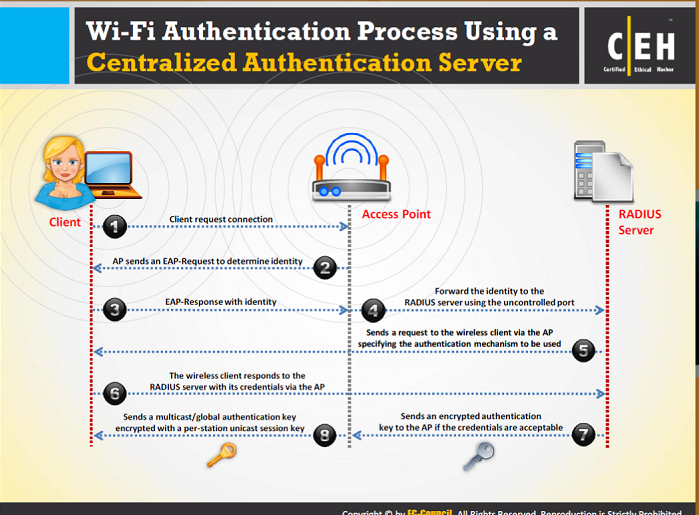 Wi-Fi Authentication Process Using a
Centralized Authentication Server
C|EH
Certified Ethical Hacker
Client
Access Point
RADIUS
Server
1
Client request connection
AP sends an EAP-Request to determine identity
2
3
EAP-Response with identity
4
Forward the identity to the
RADIUS server using the uncontrolled port
Sends a request to the wireless client via the AP
specifying the authentication mechanism to be used
5
The wireless client responds to the
RADIUS server with its credentials via the AP
6
Sends an encrypted authentication
key to the AP if the credentials are acceptable
7
Sends a multicast/global authentication key
encrypted with a per-station unicast session key
8
Copyright © by EC-Council. All Rights Reserved. Reproduction is Strictly Prohibited.